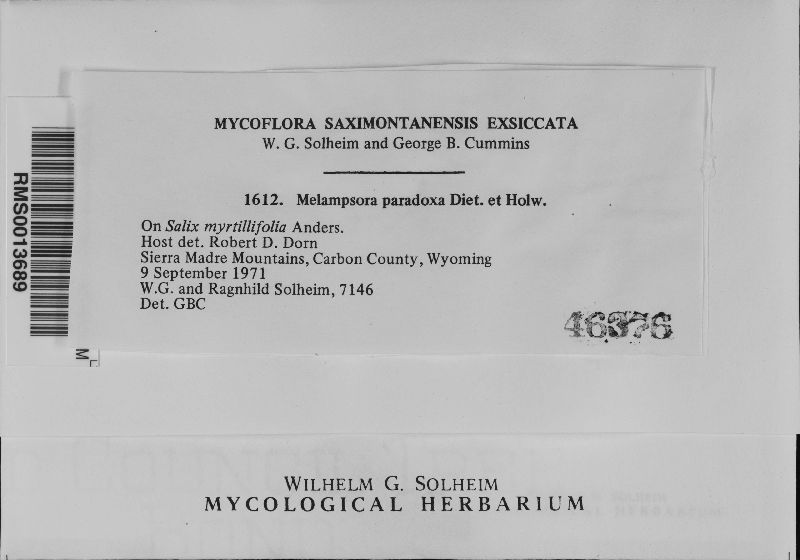 MYCOFLORA SAXIMONTANENSIS EXSICCATA
W. G. Solheim and George B. Cummins
1612. Melampsora paradoxa Diet. et Holw.
On Salix myrtillifolia Anders.
Host det. Robert D. Dorn
Sierra Madre Mountains, Carbon County, Wyoming
9 September 1971
W.G. and Ragnhild Solheim, 7146
Det. GBC
46376
RMS0013689
WILHELM G. SOLHEIM
MYCOLOGICAL HERBARIUM